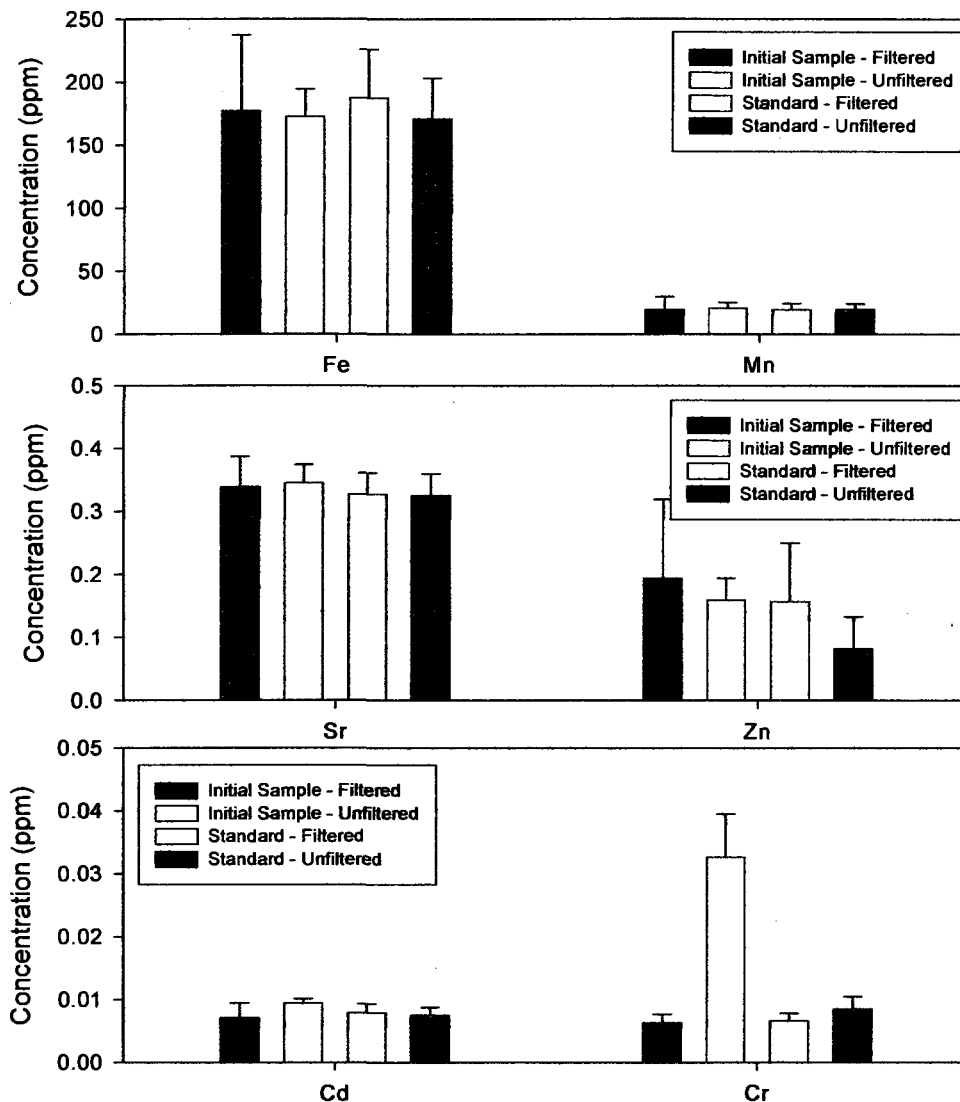 250
200
150
100
50
0
Concentration (ppm)
Initial Sample - Filtered
Initial Sample - Unfiltered
Standard - Filtered
Standard - Unfiltered
Fe
Mn
0.5
0.4
0.3
0.2
0.1
0.0
Concentration (ppm)
Initial Sample - Filtered
Initial Sample - Unfiltered
Standard - Filtered
Standard - Unfiltered
Sr
Zn
0.05
0.04
0.03
0.02
0.01
0.00
Concentration (ppm)
Initial Sample - Filtered
Initial Sample - Unfiltered
Standard - Filtered
Standard - Unfiltered
Cd
Cr